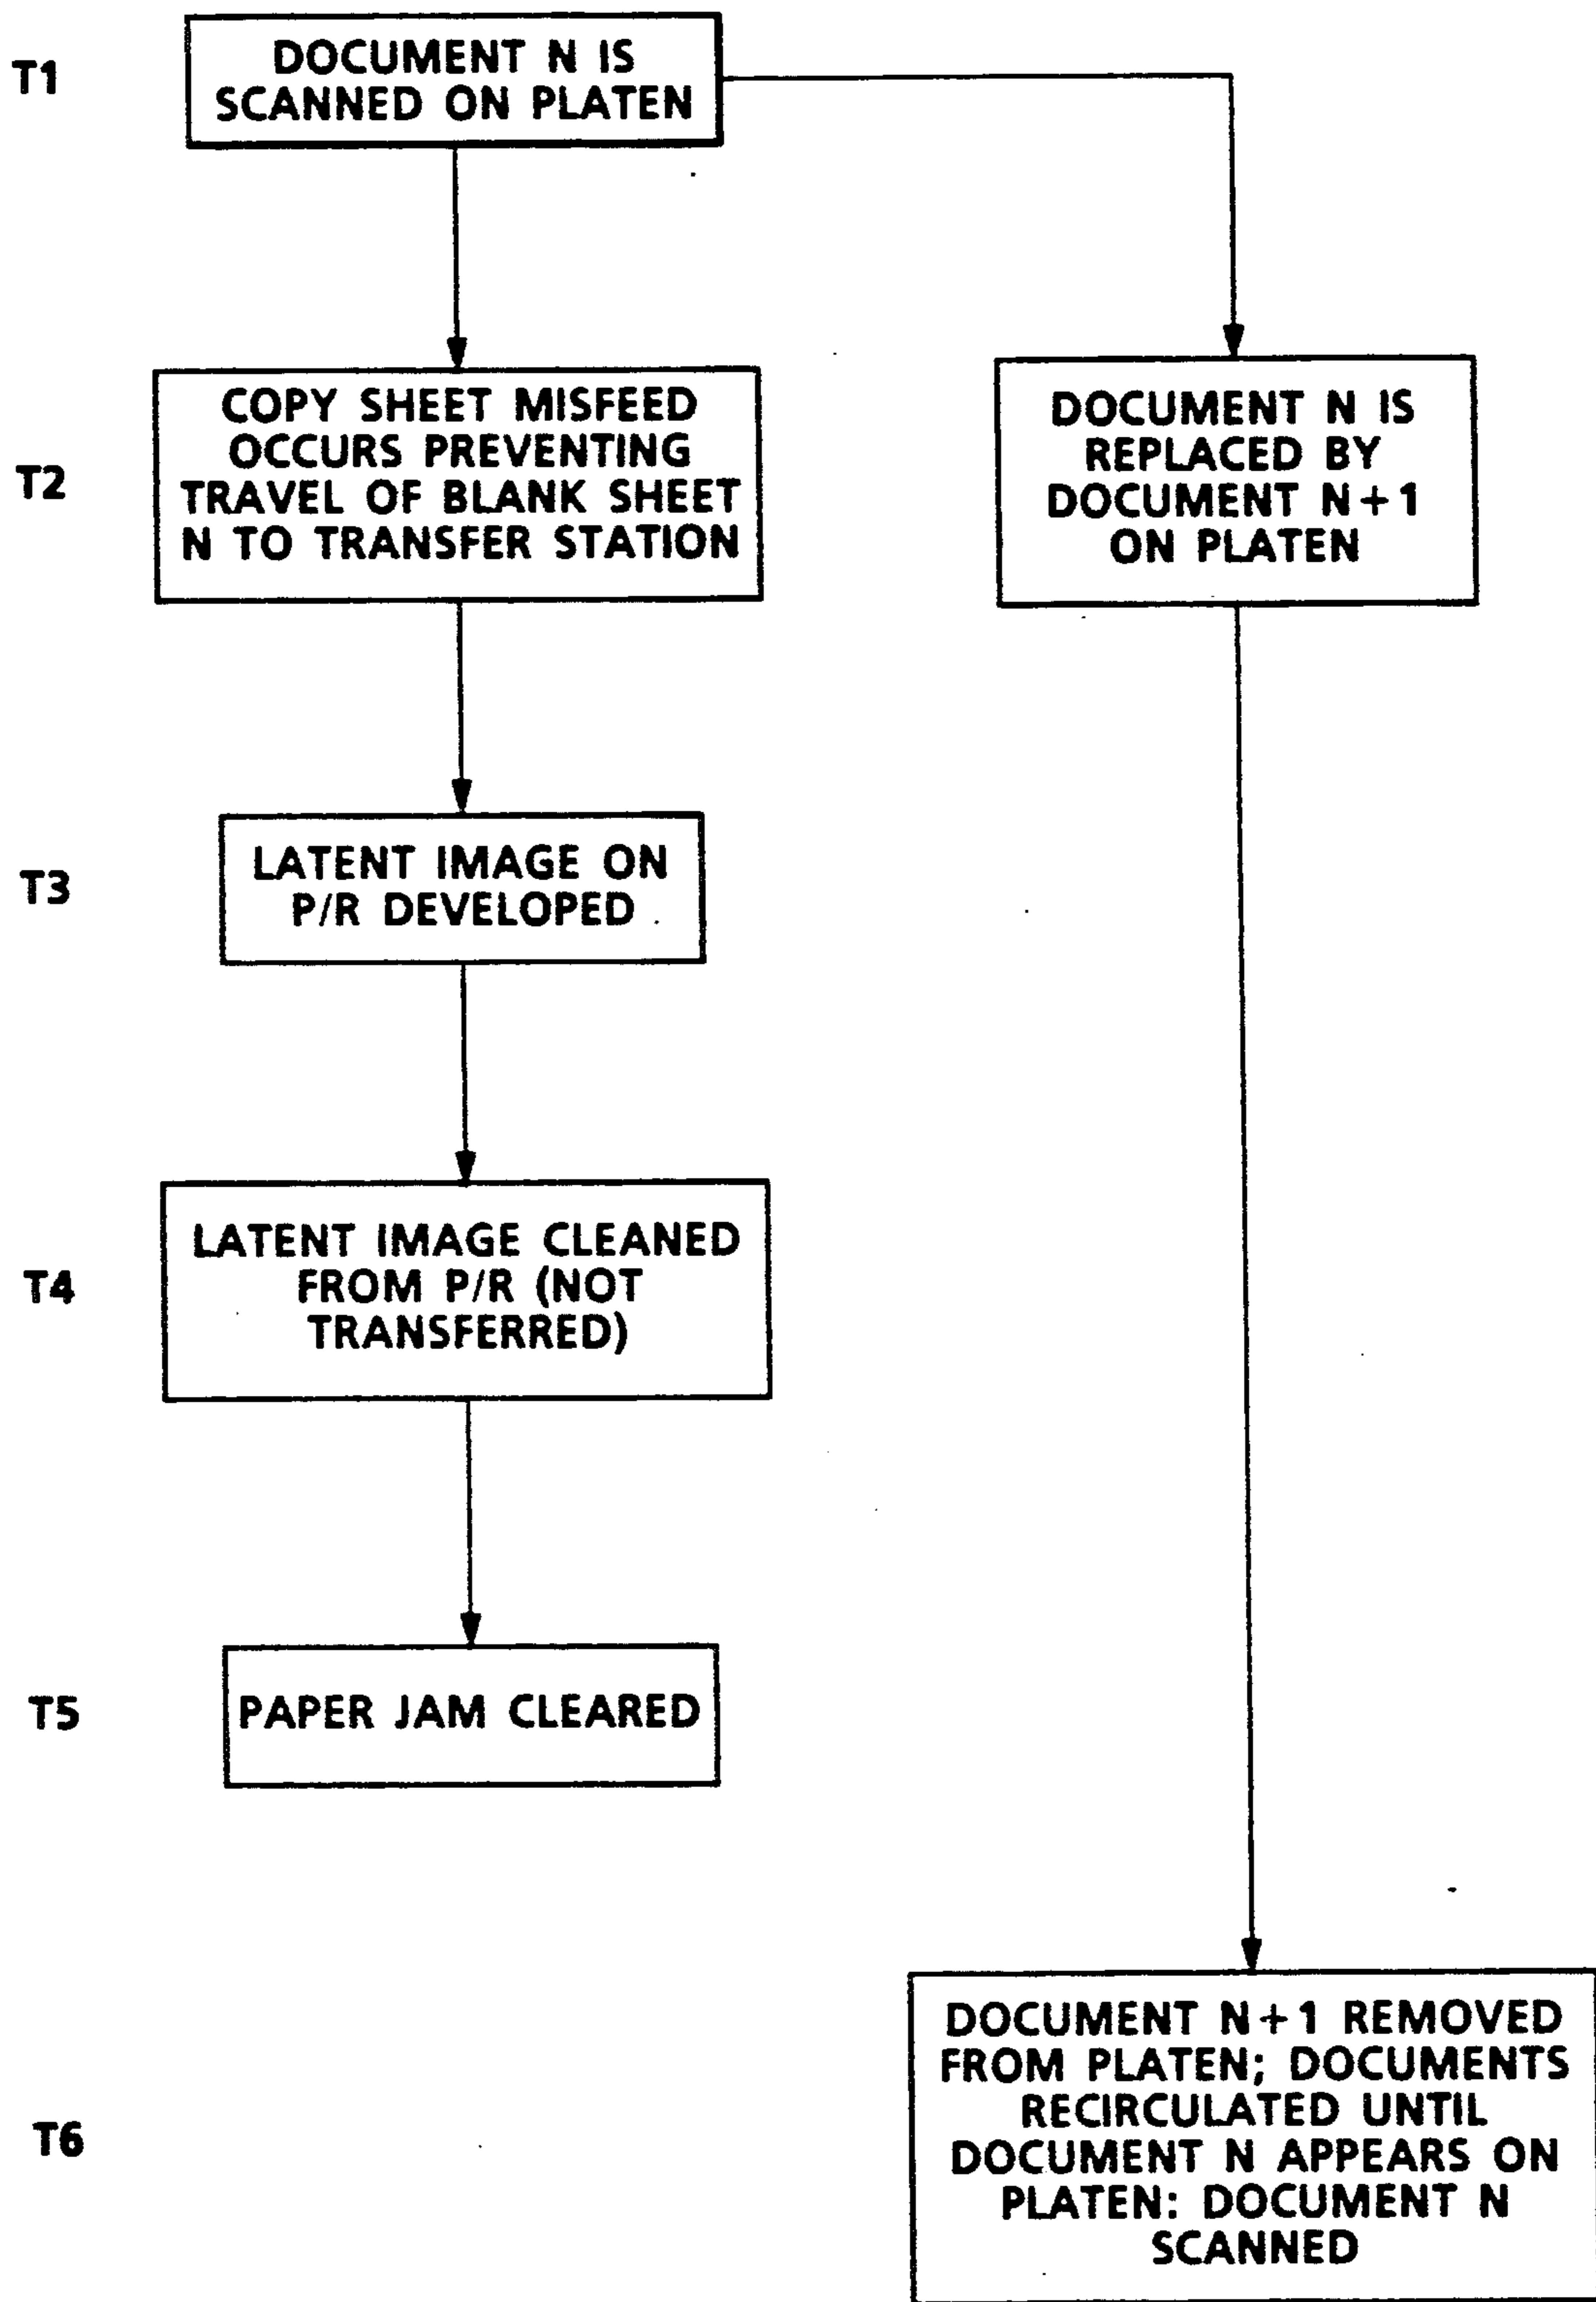 T1
DOCUMENT N IS
SCANNED ON PLATEN
T2
COPY SHEET MISFEED
OCCURS PREVENTING
TRAVEL OF BLANK SHEET
N TO TRANSFER STATION
DOCUMENT N IS
REPLACED BY
DOCUMENT N+1
ON PLATEN
T3
LATENT IMAGE ON
P/R DEVELOPED
T4
LATENT IMAGE CLEANED
FROM P/R (NOT
TRANSFERRED)
T5
PAPER JAM CLEARED
T6
DOCUMENT N+1 REMOVED
FROM PLATEN; DOCUMENTS
RECIRCULATED UNTIL
DOCUMENT N APPEARS ON
PLATEN: DOCUMENT N
SCANNED